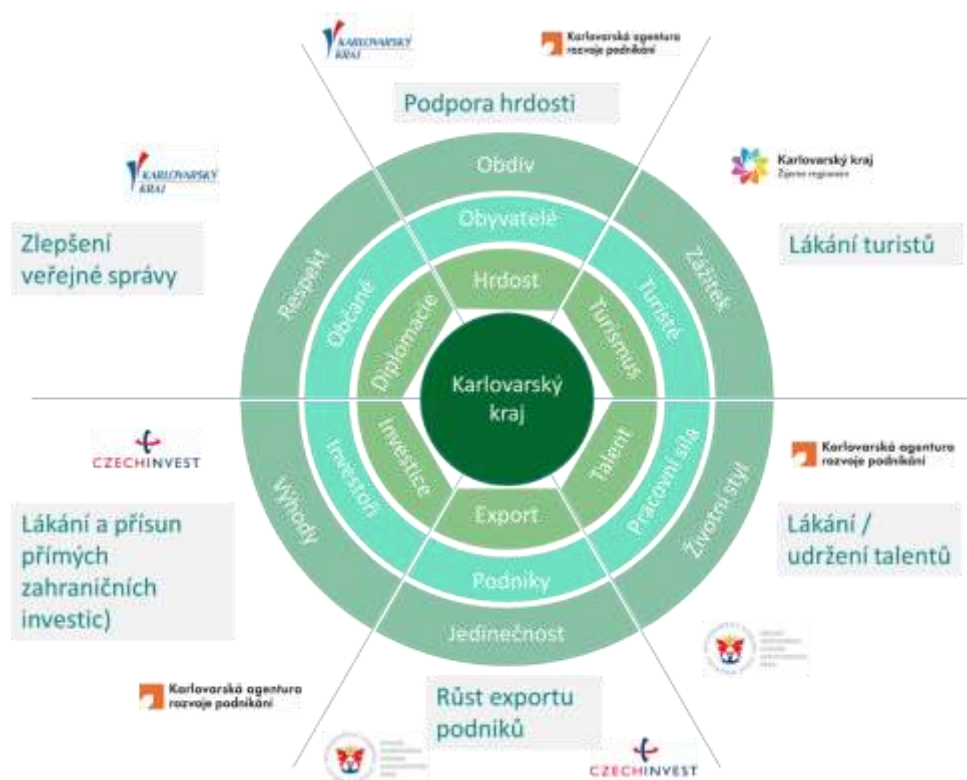 KARLOVARSKÝ
KRAJ
Karlovarská agentura
rozvoje podnikání
Podpora hrdosti
KARLOVARSKÝ
KRAJ
Karlovarský kraj
Žijeme regionem
Zlepšení
veřejné správy
Lákání turistů
Obdiv
Obyvatelé
Hrdost
Respekt
Občané
Diplomacie
Turismus
Turisté
Zážitek
Karlovarský
kraj
Výhody
Investoři
Investice
Talent
Pracovní síla
Životní styl
Export
Podniky
Jedinečnost
CZECHINVEST
Karlovarská agentura
rozvoje podnikání
Lákání a přísun
přímých
zahraničních
investic)
Lákání /
udržení talentů
Karlovarská agentura
rozvoje podnikání
Růst exportu
podniků
CZECHINVEST